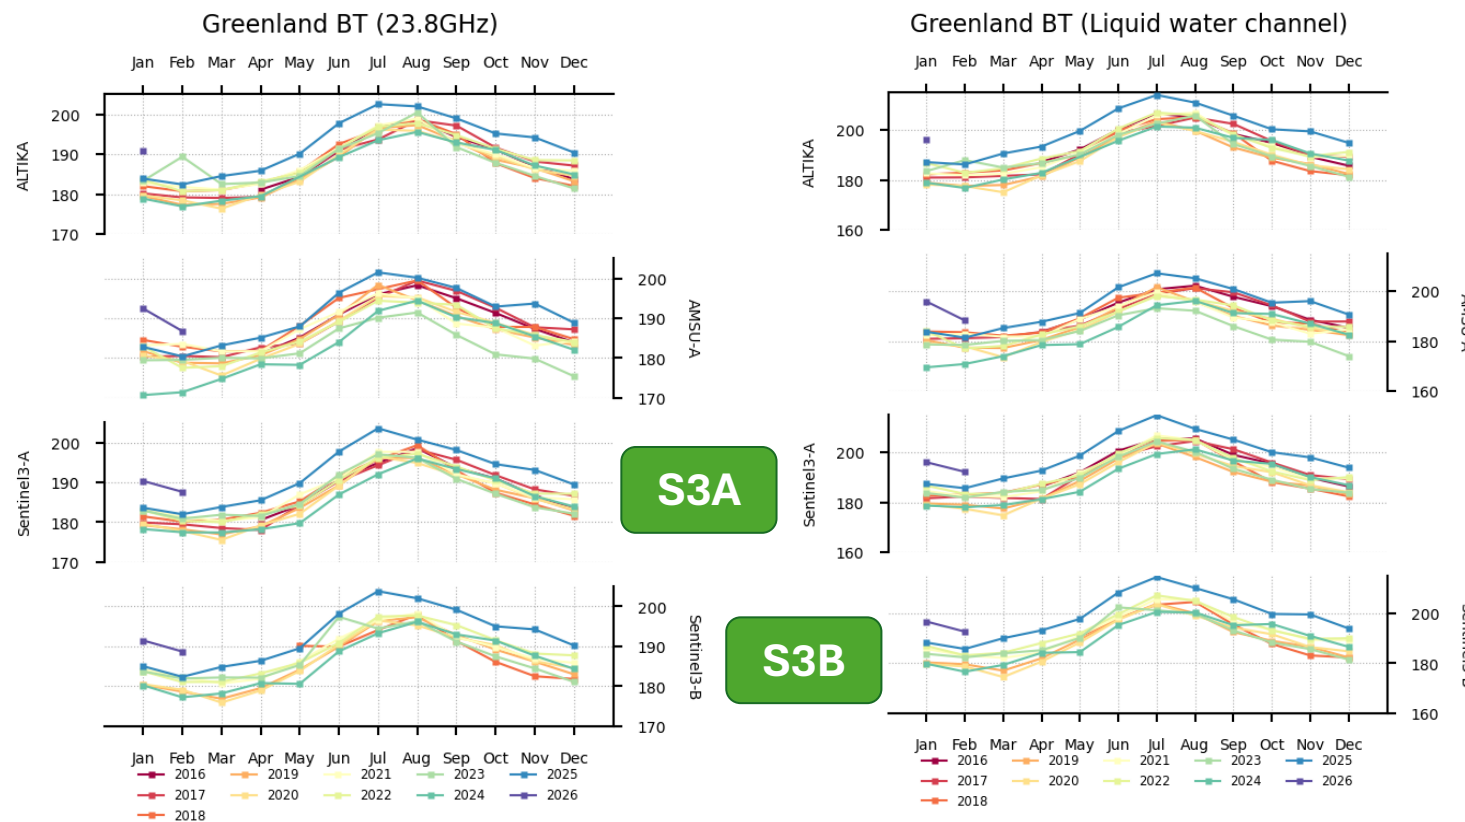 Greenland BT (23.8GHz)
Jan Feb Mar Apr May Jun Jul Aug Sep Oct Nov Dec
200
190
180
170
ALTIKA
200
190
180
170
AMSU-A
200
190
180
170
Sentinel3-A
S3A
200
190
180
170
Sentinel3-B
S3B
Jan Feb Mar Apr May Jun Jul Aug Sep Oct Nov Dec
2016 2019 2021 2023 2025
2017 2020 2022 2024 2026
2018
Greenland BT (Liquid water channel)
Jan Feb Mar Apr May Jun Jul Aug Sep Oct Nov Dec
200
180
160
ALTIKA
200
180
160
200
180
160
Sentinel3-A
200
180
160
Jan Feb Mar Apr May Jun Jul Aug Sep Oct Nov Dec
2016 2019 2021 2023 2025
2017 2020 2022 2024 2026
2018